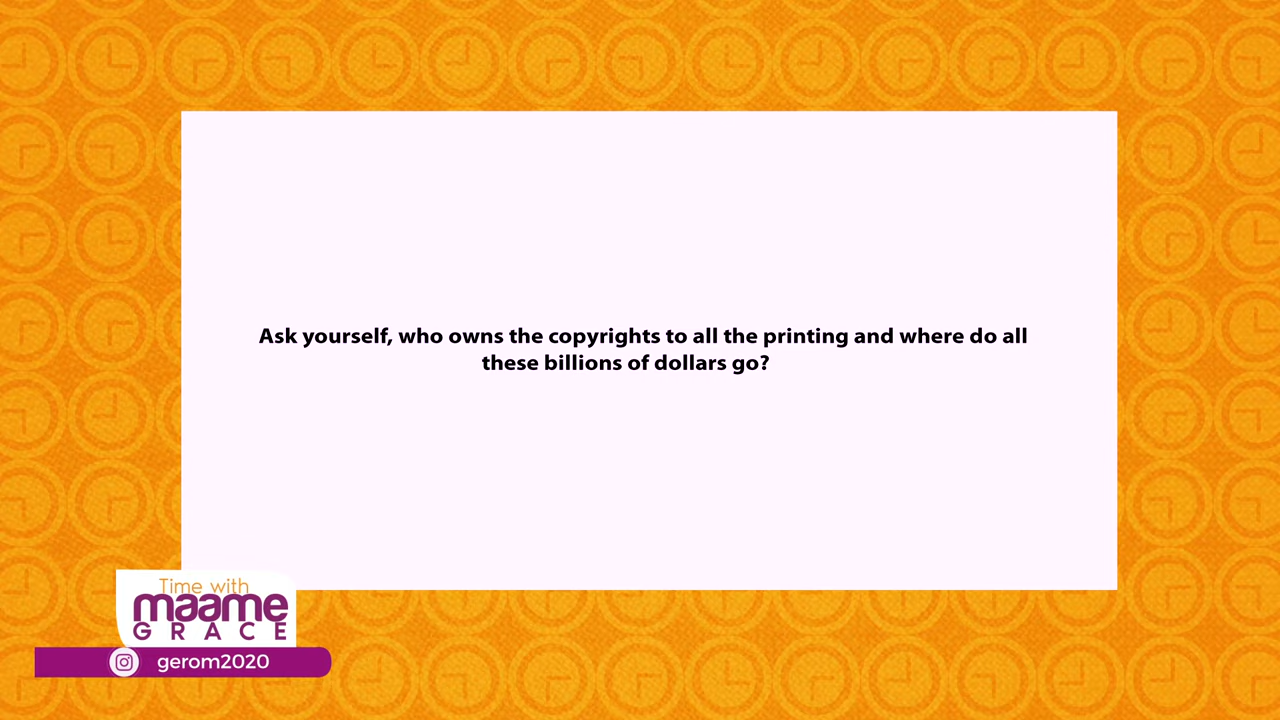 Ask yourself, who owns the copyrights to all the printing and where do all
these billions of dollars go?
Time with
maame
GRACE
gerom2020